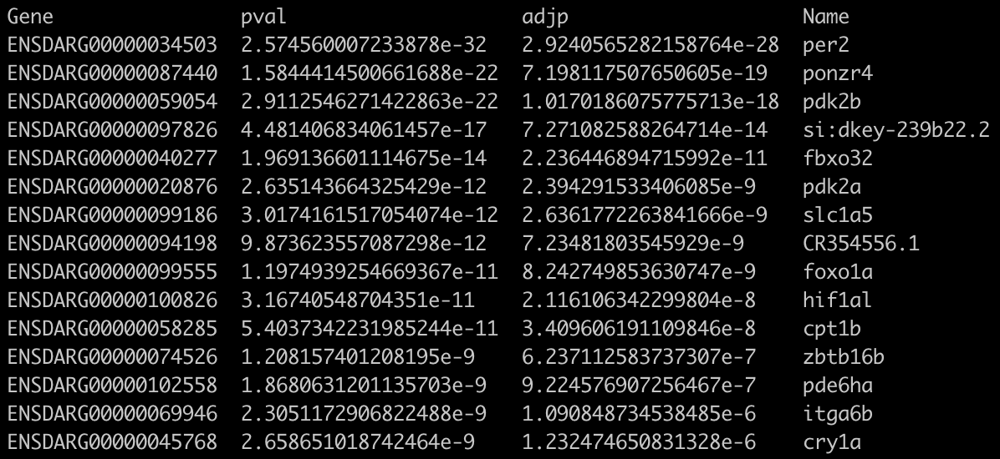 Gene pval adjp Name
ENSDARG00000034503 2.574560007233878e-32 2.9240565282158764e-28 per2
ENSDARG00000087440 1.5844414500661688e-22 7.198117507650605e-19 ponzr4
ENSDARG00000059054 2.9112546271422863e-22 1.0170186075775713e-18 pdk2b
ENSDARG00000097826 4.481406834061457e-17 7.271082588264714e-14 si:dkey-239b22.2
ENSDARG00000040277 1.969136601114675e-14 2.236446894715992e-11 fbxo32
ENSDARG00000020876 2.635143664325429e-12 2.394291533406085e-9 pdk2a
ENSDARG00000099186 3.0174161517054074e-12 2.6361772263841666e-9 slc1a5
ENSDARG00000094198 9.873623557087298e-12 7.23481803545929e-9 CR354556.1
ENSDARG00000099555 1.1974939254669367e-11 8.242749853630747e-9 foxo1a
ENSDARG00000100826 3.16740548704351e-11 2.116106342299804e-8 hif1al
ENSDARG00000058285 5.4037342231985244e-11 3.409606191109846e-8 cpt1b
ENSDARG00000074526 1.208157401208195e-9 6.237112583737307e-7 zbtb16b
ENSDARG00000102558 1.8680631201135703e-9 9.224576907256467e-7 pde6ha
ENSDARG00000069946 2.3051172906822488e-9 1.090848734538485e-6 itga6b
ENSDARG00000045768 2.658651018742464e-9 1.232474650831328e-6 cry1a